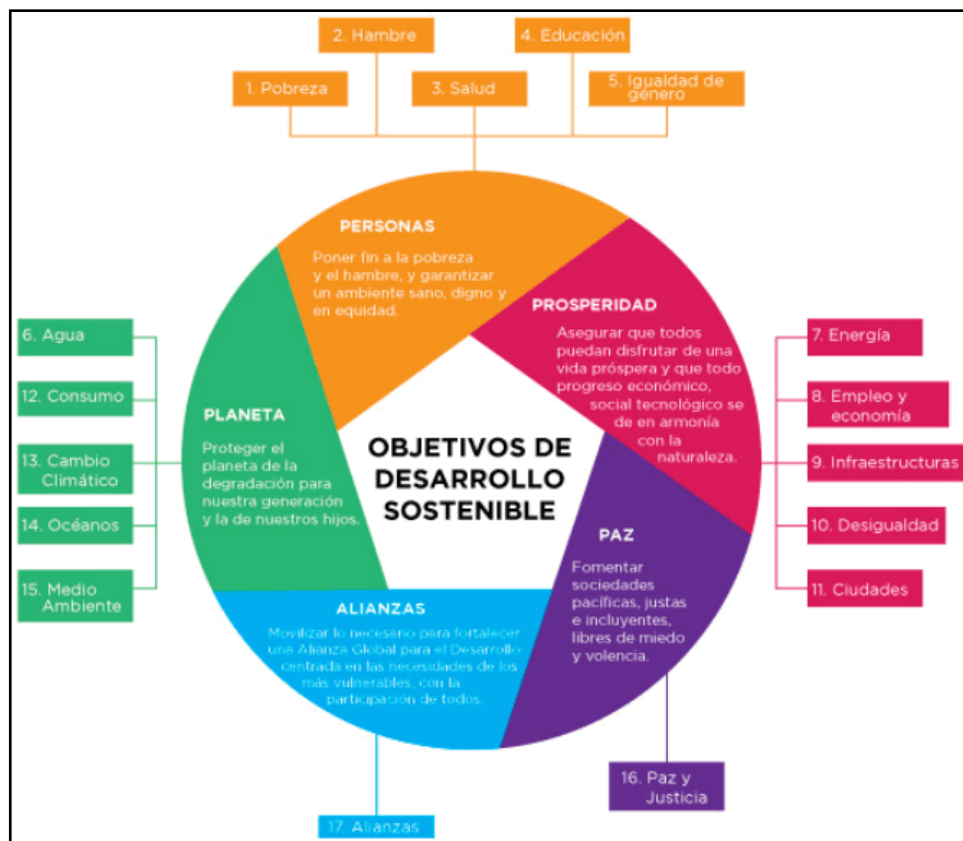 2. Hambre
4. Educación
1. Pobreza
3. Salud
5. Igualdad de
género
PERSONAS
Poner fin a la pobreza
y el hambre, y garantizar
un ambiente sano, digno y
en equidad.
PROSPERIDAD
Asegurar que todos
puedan disfrutar de una
vida próspera y que todo
progreso económico,
social tecnológico se
de en armonía
con la
naturaleza.
7. Energía
8. Empleo y
economía
9. Infraestructuras
10. Desigualdad
11. Ciudades
6. Agua
12. Consumo
13. Cambio
Climático
14. Océanos
15. Medio
Ambiente
PLANETA
Proteger el
planeta de la
degradación para
nuestra generación
y la de nuestros hijos.
OBJETIVOS DE
DESARROLLO
SOSTENIBLE
PAZ
Fomentar
sociedades
pacíficas, justas
e incluyentes,
libres de miedo
y volencia.
ALIANZAS
Movilizar lo necesario para fortalecer
una Alianza Global para el Desarrollo
centrada en las necesidades de los
más vulnerables, con la
participación de todos.
16. Paz y
Justicia
17. Alianzas